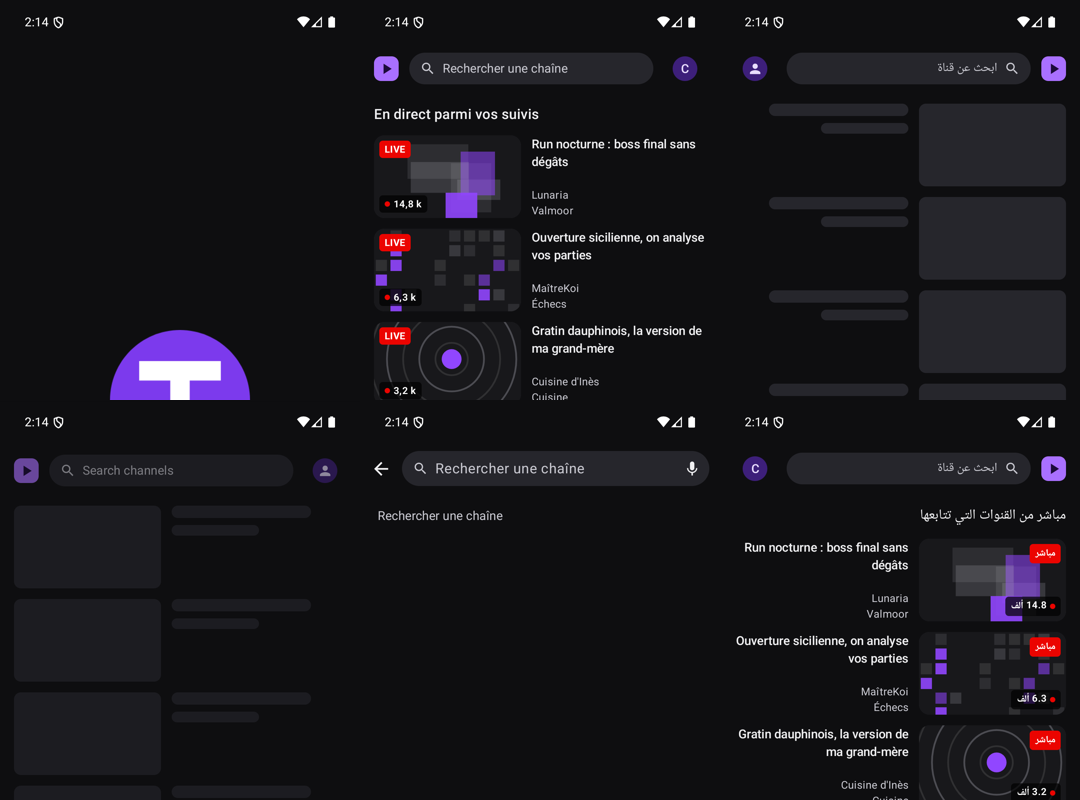 2:14
T
2:14
Rechercher une chaîne
C
En direct parmi vos suivis
LIVE
14,8 k
Run nocturne : boss final sans
dégâts
Lunaria
Valmoor
LIVE
6,3 k
Ouverture sicilienne, on analyse
vos parties
MaîtreKoi
Échecs
LIVE
3,2 k
Gratin dauphinois, la version de
ma grand-mère
Cuisine d'Inès
Cuisine
2:14
ابحث عن قناة
2:14
Search channels
2:14
Rechercher une chaîne
Rechercher une chaîne
2:14
C
ابحث عن قناة
مباشر من القنوات التي تتابعها
مباشر
14.8 ألف
Run nocturne : boss final sans
dégâts
Lunaria
Valmoor
مباشر
6.3 ألف
Ouverture sicilienne, on analyse
vos parties
MaîtreKoi
Échecs
مباشر
3.2 ألف
Gratin dauphinois, la version de
ma grand-mère
Cuisine d'Inès
Cuisine